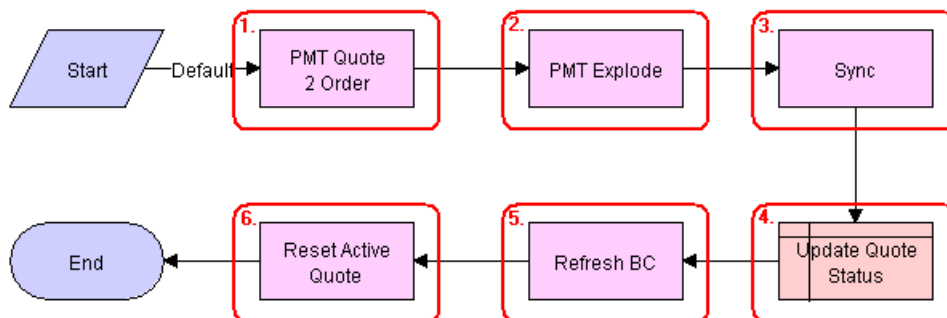 1.
2.
3.
Start
Default
PMT Quote
2 Order
PMT Explode
Sync
6.
5.
4.
End
Reset Active
Quote
Refresh BC
Update Quote
Status